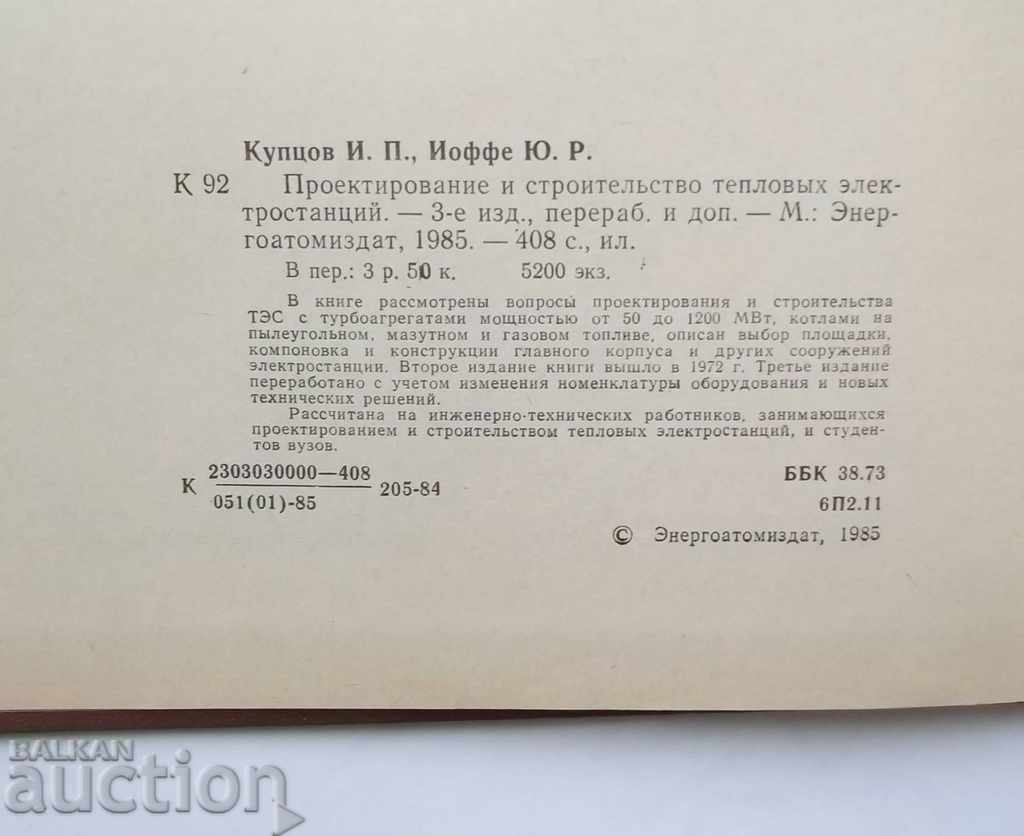 Купцов И. П., Иоффе Ю. Р.
К 92 Проектирование и строительство тепловых элек-
тростанций. — 3-е изд., перераб. и доп. — М.: Энер-
гоатомиздат, 1985. — 408 с., ил.
В пер.: 3 р. 50 к. 5200 экз.
В книге рассмотрены вопросы проектирования и строительства
ТЭС с турбоагрегатами мощностью от 50 до 1200 МВт, котлами на
пылеугольном, мазутном и газовом топливе, описан выбор площадки,
компоновка и конструкции главного корпуса и других сооружений
электростанции. Второе издание книги вышло в 1972 г. Третье издание
переработано с учетом изменения номенклатуры оборудования и новых
технических решений.
Рассчитана на инженерно-технических работников, занимающихся
проектированием и строительством тепловых электростанций, и студен-
тов вузов.
К 2303030000—408 205-84 ББК 38.73
051(01)-85 6П2.11
© Энергоатомиздат, 1985
BALKAN
auction